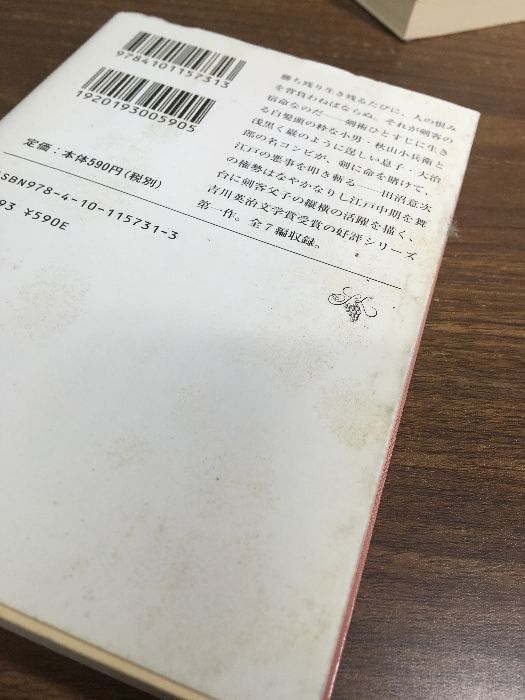 9784101157313
1920193005905
定価:本体590円(税別)
ISBN978-4-10-115731-3
93 ¥590E
勝ち残り生き残るたびに、人の恨み
を背負わねばならぬ。それが剣客の
宿命なのだ——剣術ひとすじに生き
る白髪頭の粋な小男・秋山小兵衛と
浅黒く巌のように逞しい息子・大治
郎の名コンビが、剣に命を賭けて、
江戸の悪事を叩き斬る——田沼意次
の権勢はなやかなりし江戸中期を舞
台に剣客父子の縦横の活躍を描く、
吉川英治文学賞受賞の好評シリーズ
第一作。全7編収録。